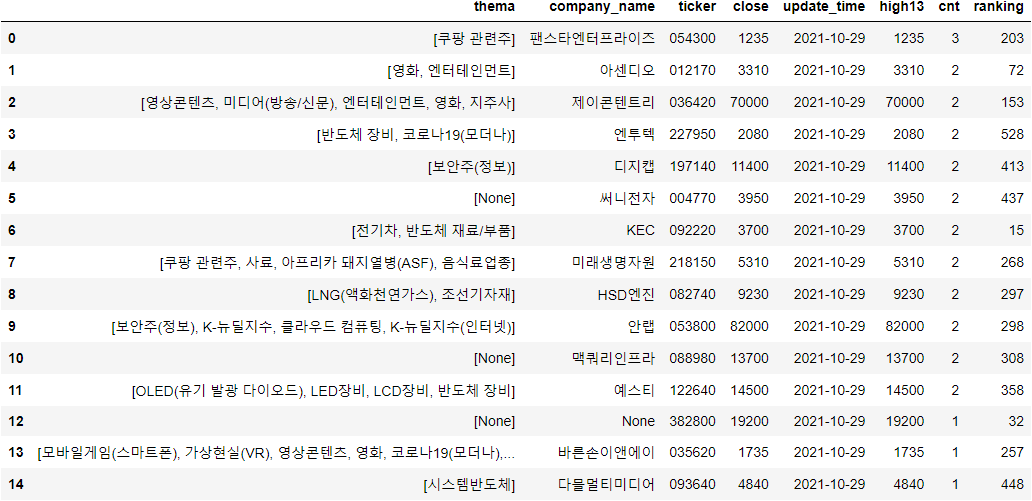 thema company_name ticker close update_time high13 cnt ranking
0 [쿠팡 관련주] 팬스타엔터프라이즈 054300 1235 2021-10-29 1235 3 203
1 [영화, 엔터테인먼트] 아센디오 012170 3310 2021-10-29 3310 2 72
2 [영상콘텐츠, 미디어(방송/신문), 엔터테인먼트, 영화, 지주사] 제이콘텐트리 036420 70000 2021-10-29 70000 2 153
3 [반도체 장비, 코로나19(모더나)] 엔투텍 227950 2080 2021-10-29 2080 2 528
4 [보안주(정보)] 디지캡 197140 11400 2021-10-29 11400 2 413
5 [None] 써니전자 004770 3950 2021-10-29 3950 2 437
6 [전기차, 반도체 재료/부품] KEC 092220 3700 2021-10-29 3700 2 15
7 [쿠팡 관련주, 사료, 아프리카 돼지열병(ASF), 음식료업종] 미래생명자원 218150 5310 2021-10-29 5310 2 268
8 [LNG(액화천연가스), 조선기자재] HSD엔진 082740 9230 2021-10-29 9230 2 297
9 [보안주(정보), K-뉴딜지수, 클라우드 컴퓨팅, K-뉴딜지수(인터넷)] 안랩 053800 82000 2021-10-29 82000 2 298
10 [None] 맥쿼리인프라 088980 13700 2021-10-29 13700 2 308
11 [OLED(유기 발광 다이오드), LED장비, LCD장비, 반도체 장비] 예스티 122640 14500 2021-10-29 14500 2 358
12 [None] None 382800 19200 2021-10-29 19200 1 32
13 [모바일게임(스마트폰), 가상현실(VR), 영상콘텐츠, 영화, 코로나19(모더나),... 바른손이앤에이 035620 1735 2021-10-29 1735 1 257
14 [시스템반도체] 다믈멀티미디어 093640 4840 2021-10-29 4840 1 448